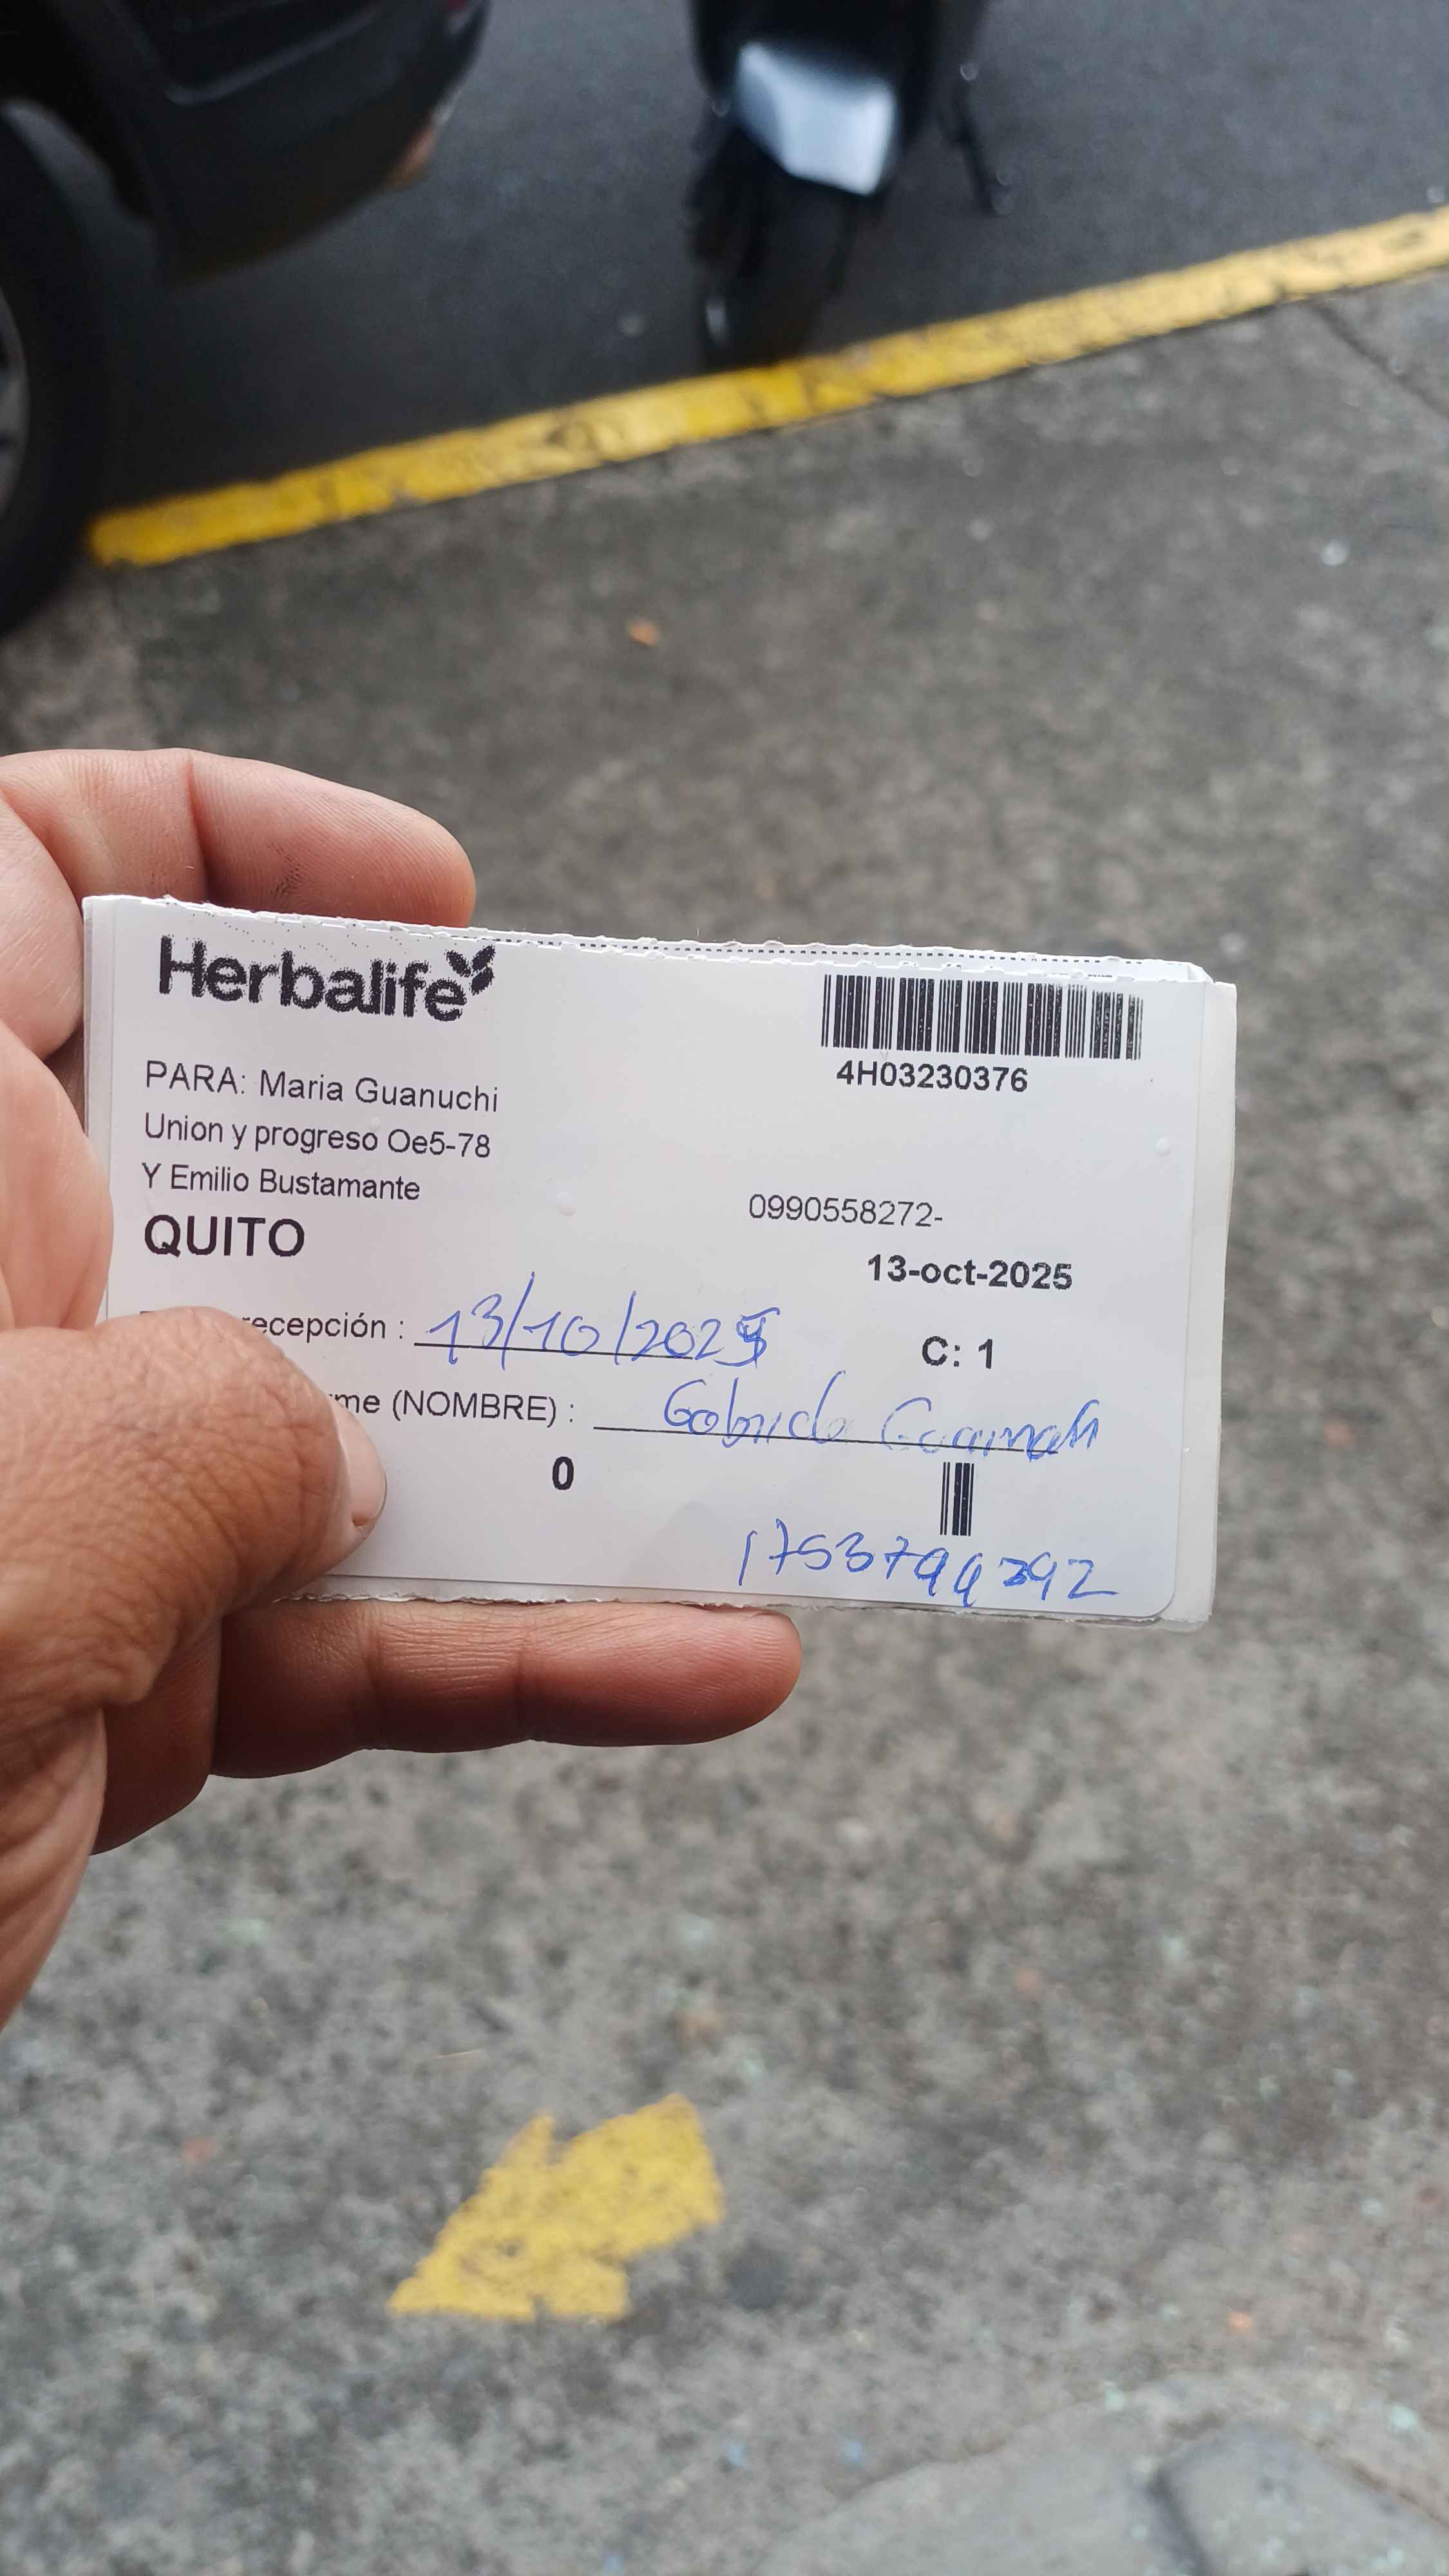 Herbalife
4H03230376
PARA: Maria Guanuchi
Union y progreso Oe5-78
Y Emilio Bustamante
0990558272-
QUITO
13-oct-2025
recepción : 13/10/2025
C: 1
me (NOMBRE) :
0